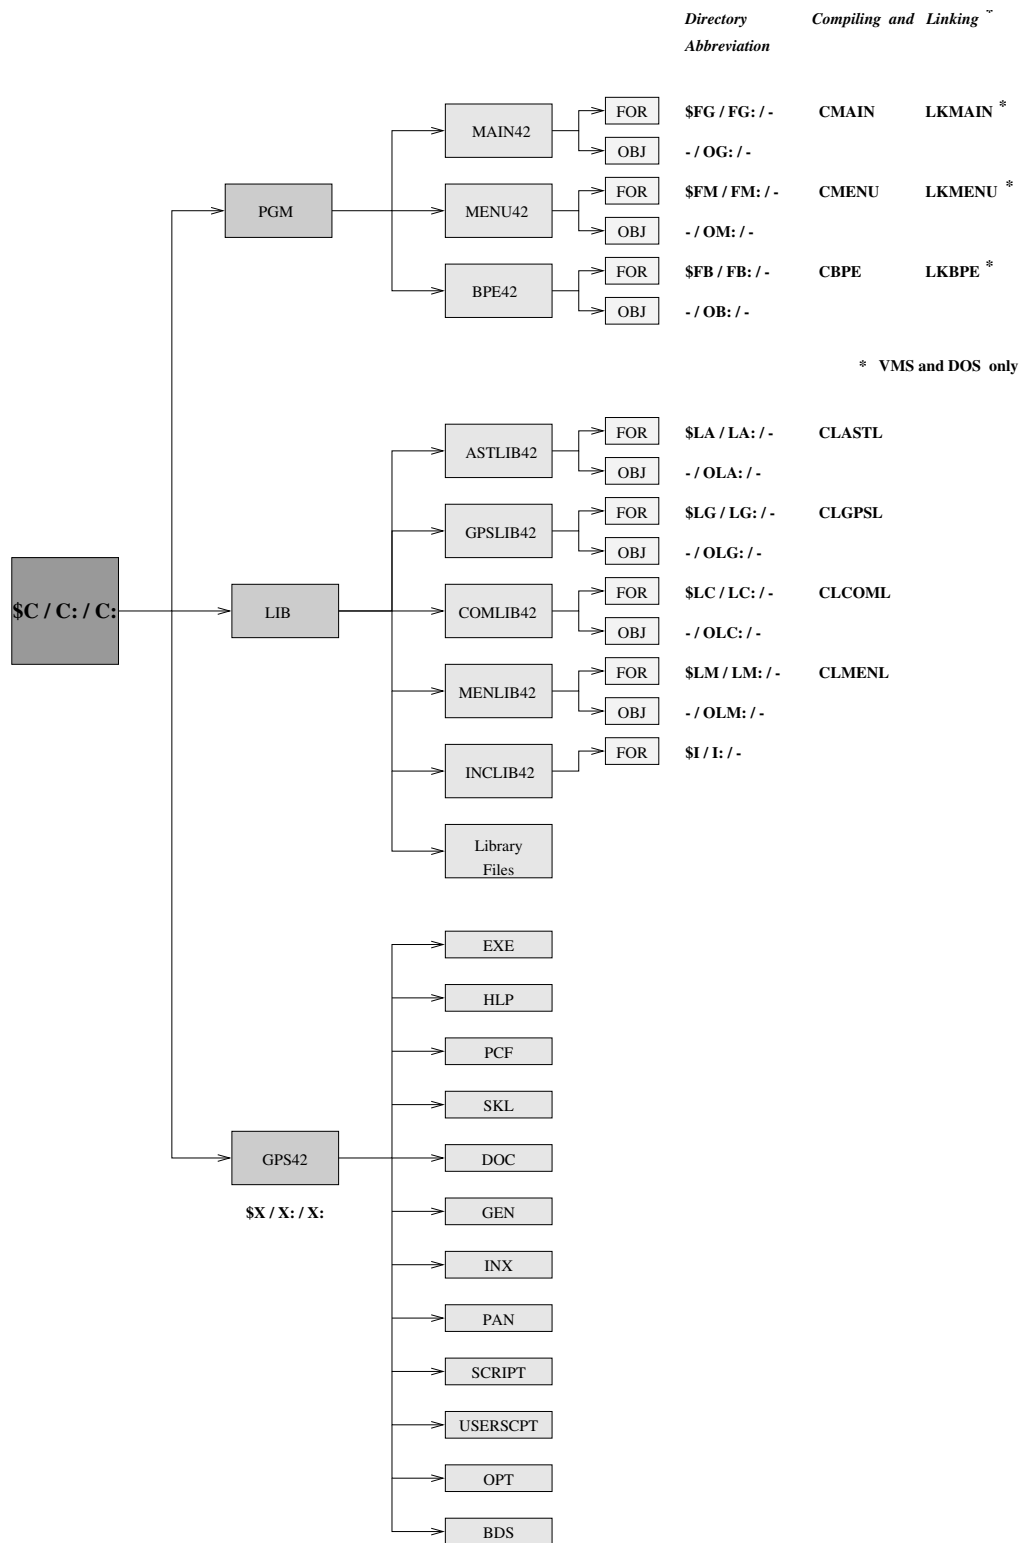 Directory Compiling and Linking *
Abbreviation
MAIN42 FOR $FG / FG: / - CMAIN LKMAIN *
OBJ - / OG: / -
PGM MENU42 FOR $FM / FM: / - CMENU LKMENU *
OBJ - / OM: / -
BPE42 FOR $FB / FB: / - CBPE LKBPE *
OBJ - / OB: / -
* VMS and DOS only
ASTLIB42 FOR $LA / LA: / - CLASTL
OBJ - / OLA: / -
GPSLIB42 FOR $LG / LG: / - CLGPSL
OBJ - / OLG: / -
$C / C: / C: LIB COMLIB42 FOR $LC / LC: / - CLCOML
OBJ - / OLC: / -
MENLIB42 FOR $LM / LM: / - CLMENL
OBJ - / OLM: / -
INCLIB42 FOR $I / I: / -
Library
Files
EXE
HLP
PCF
SKL
GPS42 DOC
$X / X: / X: GEN
INX
PAN
SCRIPT
USERSCPT
OPT
BDS